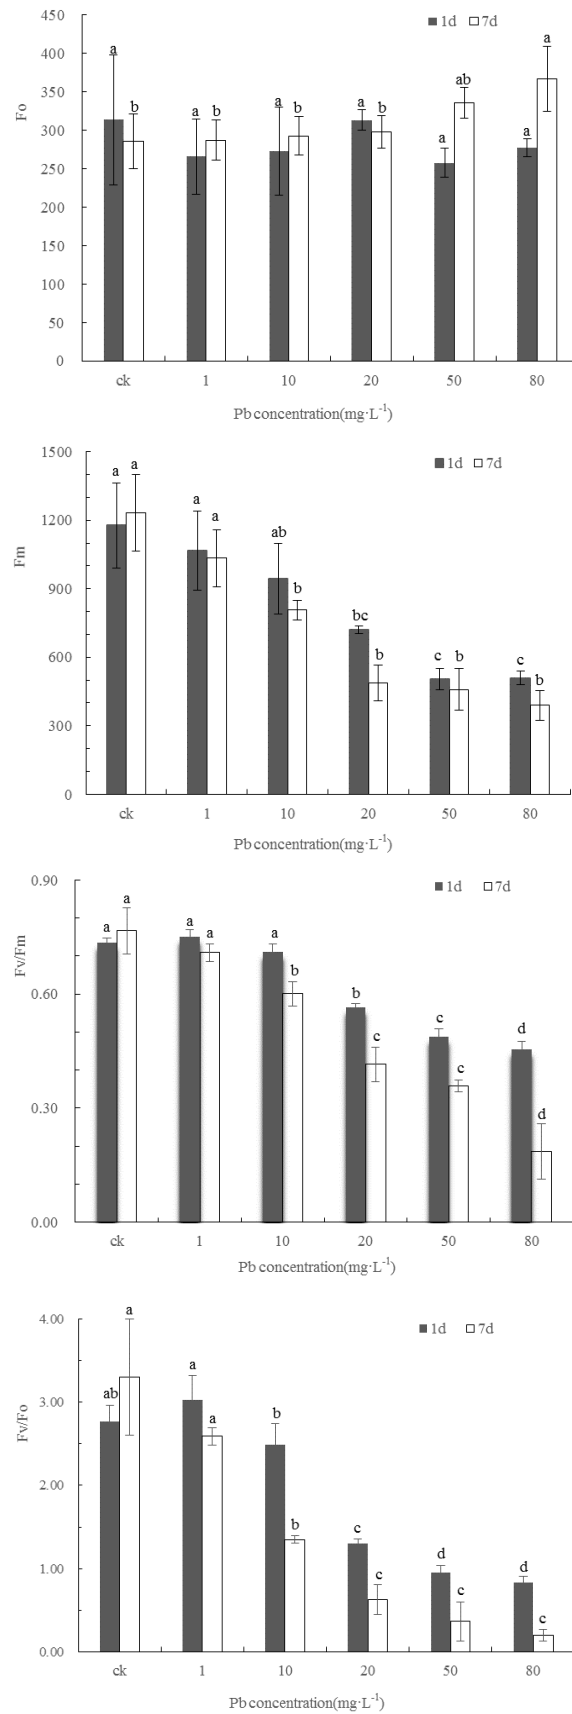 450
400
350
300
250
200
150
100
50
0
Fo
1d 7d
a b a b a b a b a ab a a
ck 1 10 20 50 80
Pb concentration(mg·L-1)
1500
1200
900
600
300
0
Fm
1d 7d
a a a a ab b bc b c b c b
ck 1 10 20 50 80
Pb concentration(mg·L-1)
0.90
0.60
0.30
0.00
Fv/Fm
1d 7d
a a a a a b b c c c d d
ck 1 10 20 50 80
Pb concentration(mg·L-1)
4.00
3.00
2.00
1.00
0.00
Fv/Fo
1d 7d
ab a a a b b c c d c d c
ck 1 10 20 50 80
Pb concentration(mg·L-1)